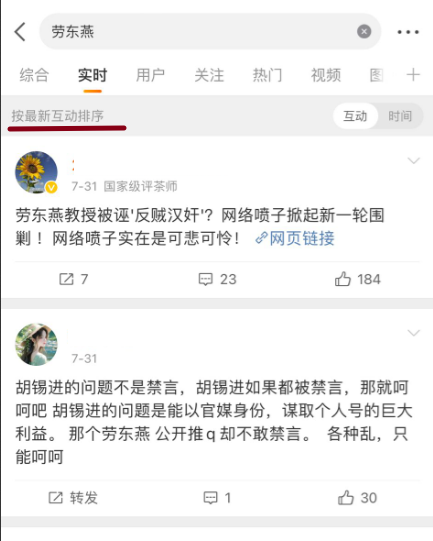 劳东燕
综合 实时 用户 关注 热门 视频 图
按最新互动排序 互动 时间
7-31 国家级评茶师
劳东燕教授被诬'反贼汉奸'？网络喷子掀起新一轮围
剿！网络喷子实在是可悲可怜！ 网页链接
7 23 184
7-31
胡锡进的问题不是禁言，胡锡进如果都被禁言，那就呵
呵吧 胡锡进的问题是能以官媒身份，谋取个人号的巨大
利益。 那个劳东燕 公开推q 却不敢禁言。 各种乱，只
能呵呵
转发 1 30